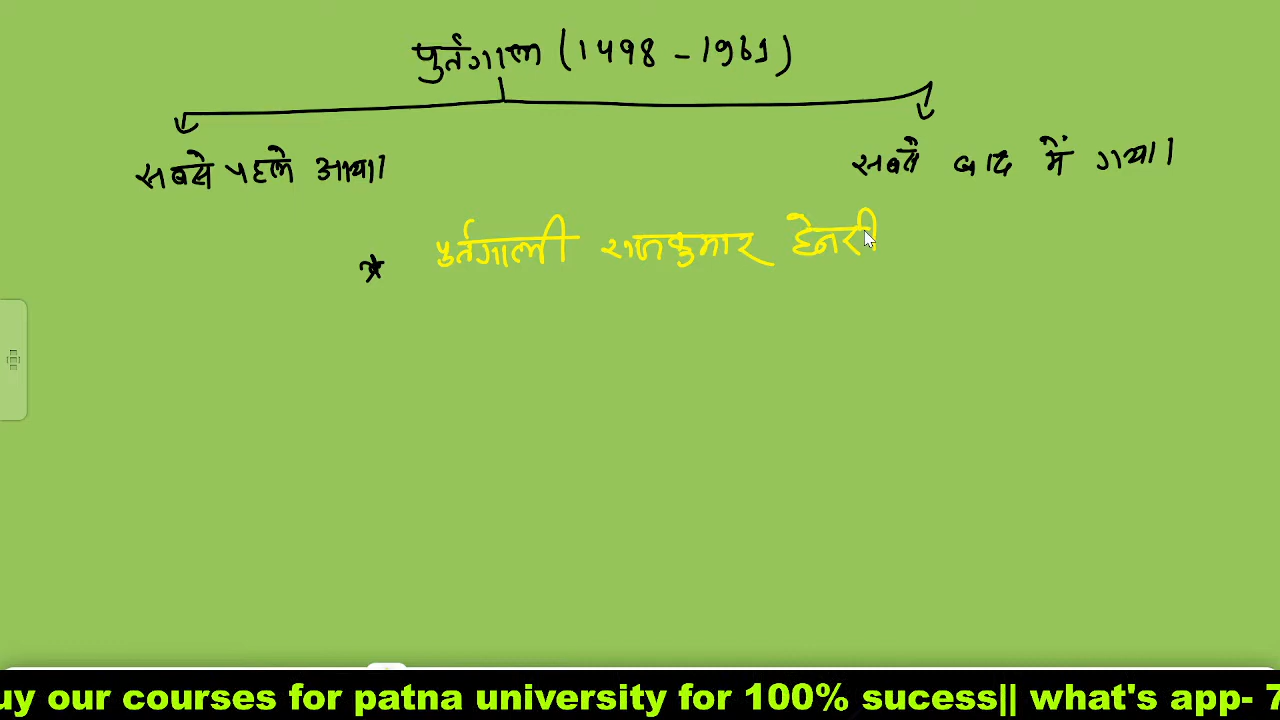 पुर्तगाल (1498 - 1961)
सबसे पहले आया।
सबसे बाद में गया।
* पुर्तगाली राजकुमार हेनरी
uy our courses for patna university for 100% sucess|| what's app- 7